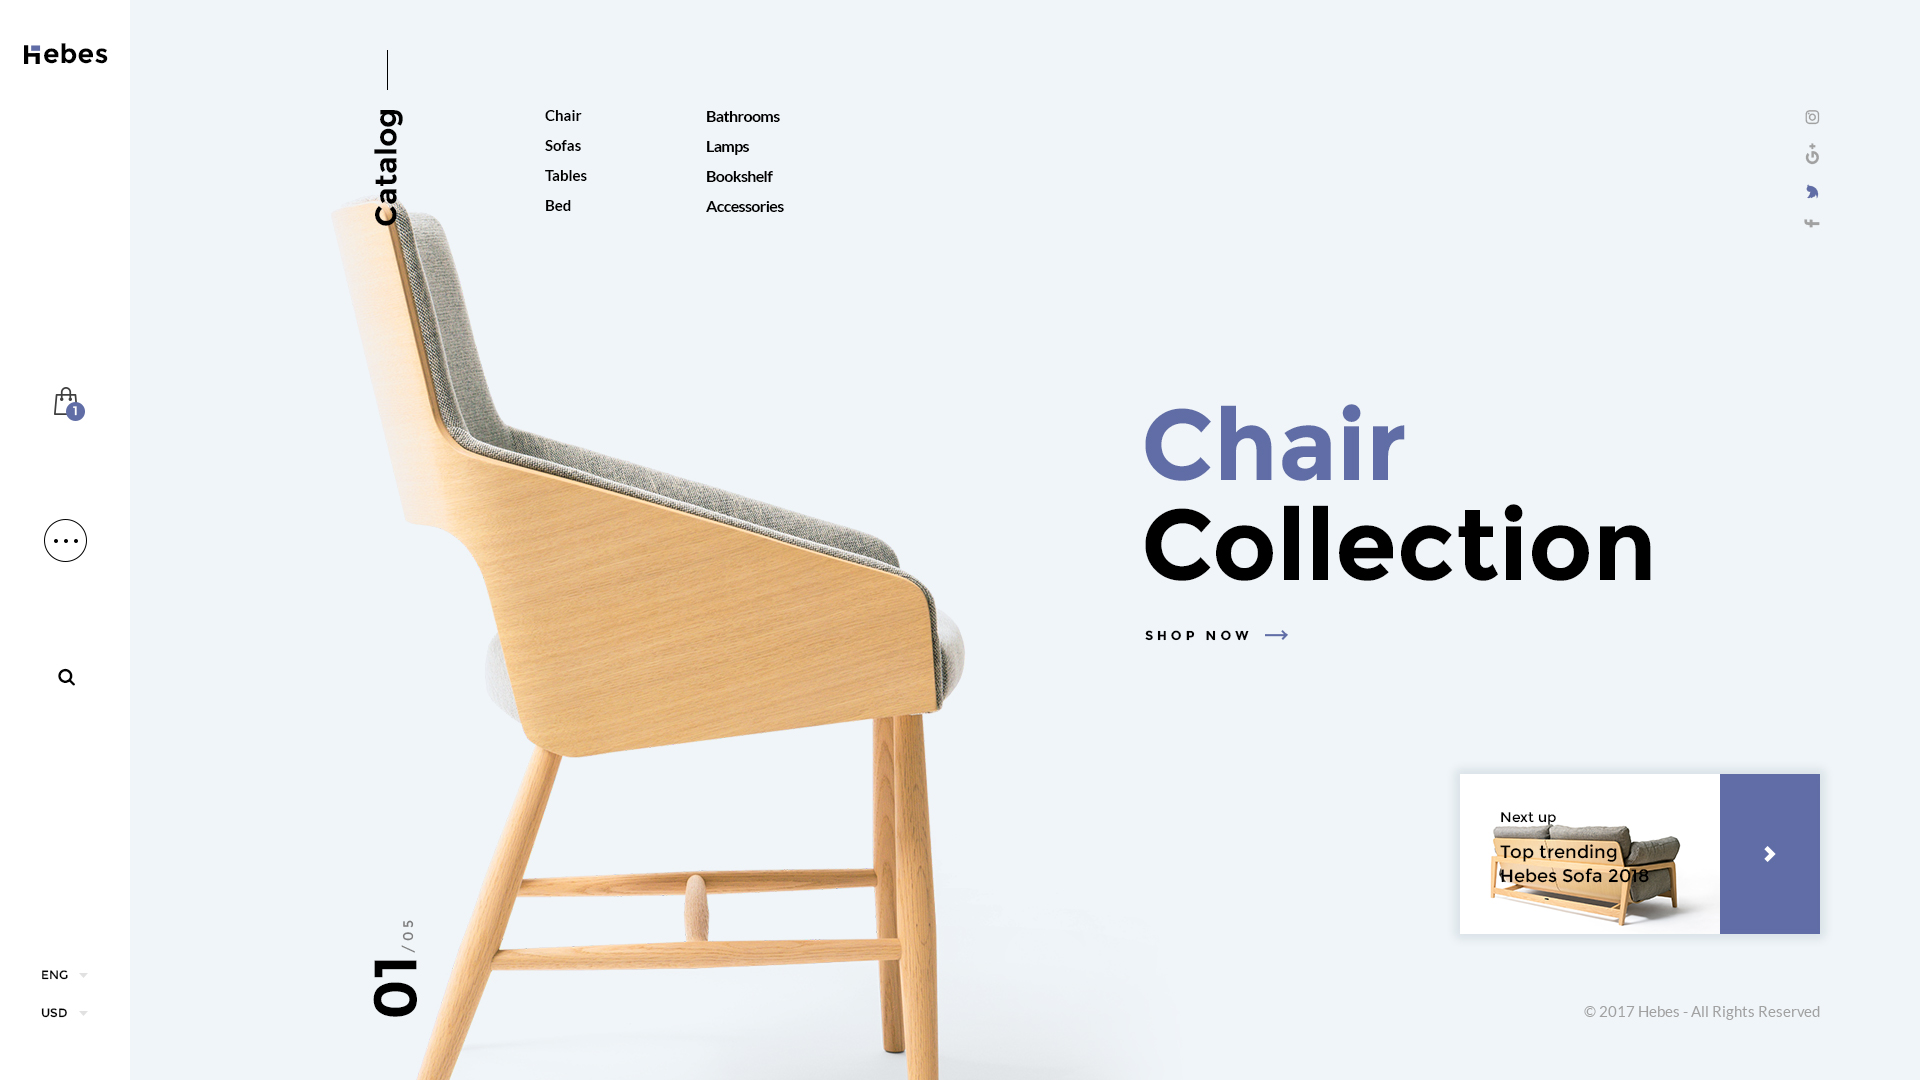 Hebes
1
ENG
USD
Catalog
Chair
Sofas
Tables
Bed
Bathrooms
Lamps
Bookshelf
Accessories
Chair
Collection
SHOP NOW
Next up
Top trending
Hebes Sofa 2018
01/05
© 2017 Hebes - All Rights Reserved